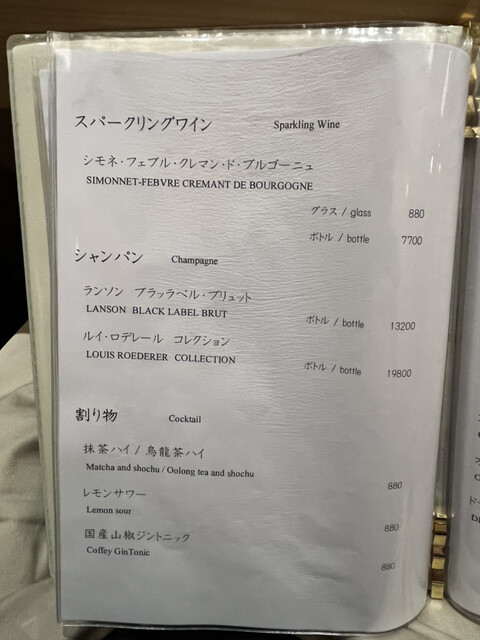 スパークリングワイン Sparkling Wine
シモネ・フェブル・クレマン・ド・ブルゴーニュ
SIMONNET-FEBVRE CREMANT DE BOURGOGNE
グラス / glass 880
ボトル / bottle 7700
シャンパン Champagne
ランソン ブラッラベル・ブリュット
LANSON BLACK LABEL BRUT
ボトル / bottle 13200
ルイ・ロデレール コレクション
LOUIS ROEDERER COLLECTION
ボトル / bottle 19800
割り物 Cocktail
抹茶ハイ / 烏龍茶ハイ
Matcha and shochu / Oolong tea and shochu
880
レモンサワー
Lemon sour
880
国産山椒ジントニック
Coffey GinTonic
880